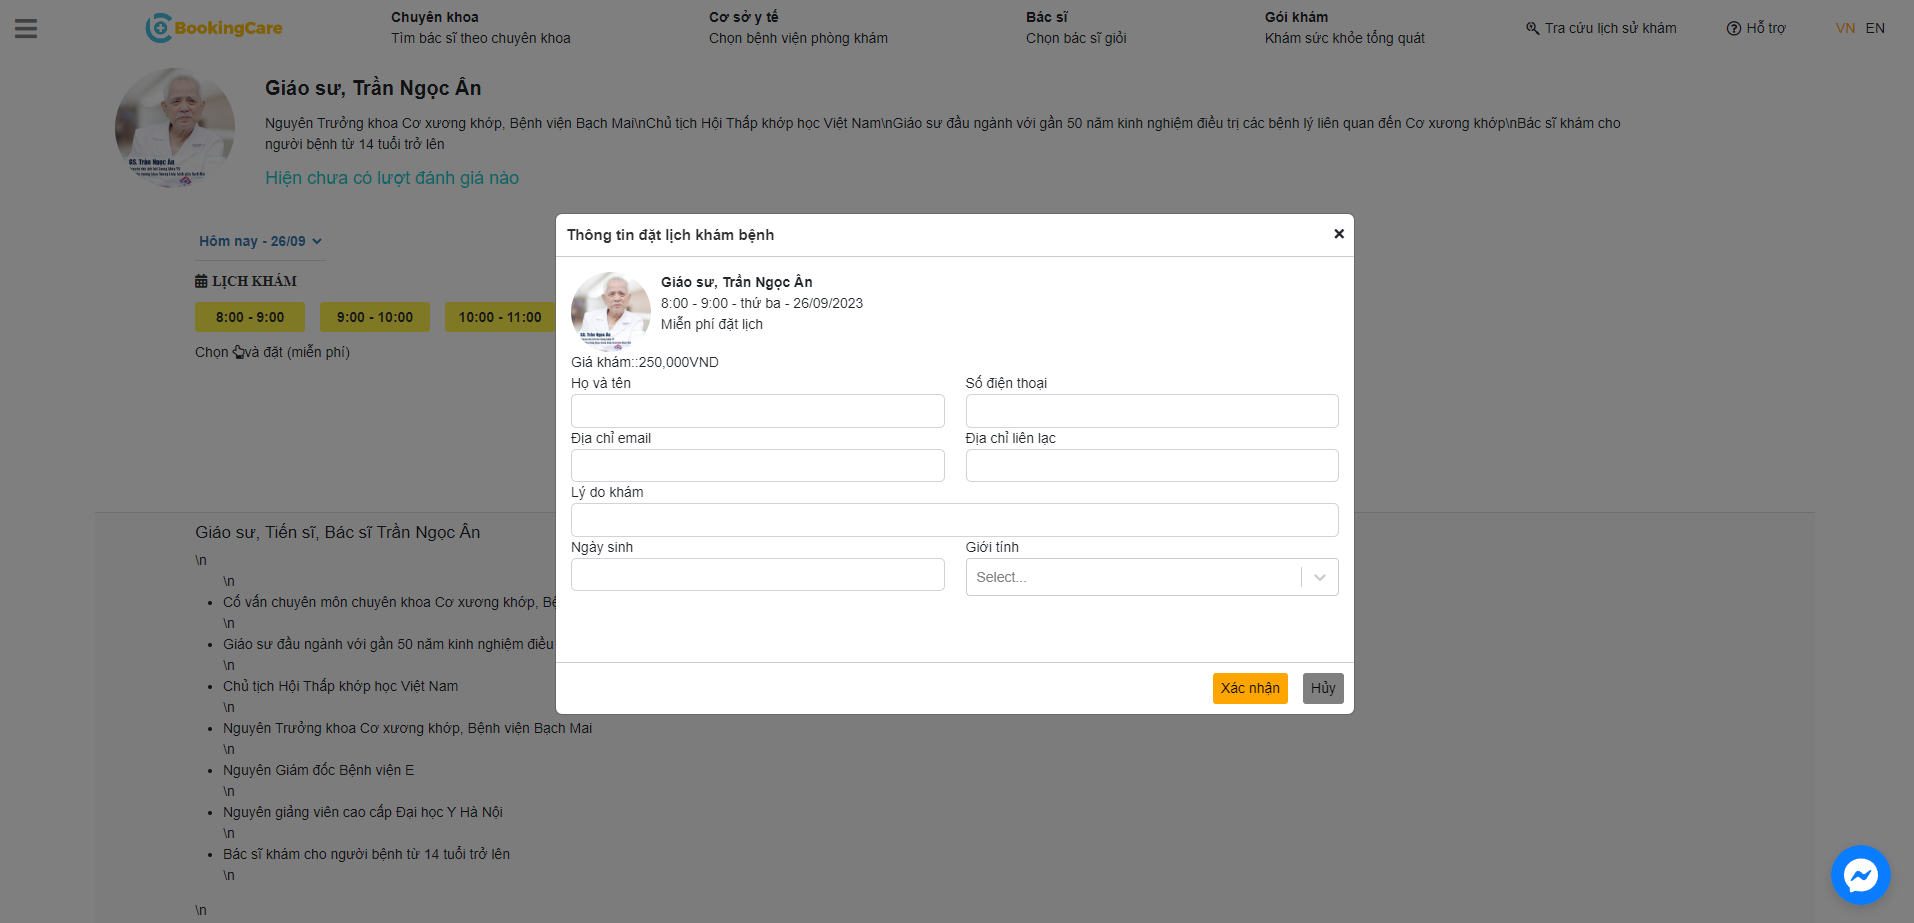 BookingCare
Chuyên khoa
Tìm bác sĩ theo chuyên khoa
Cơ sở y tế
Chọn bệnh viện phòng khám
Bác sĩ
Chọn bác sĩ giỏi
Gói khám
Khám sức khỏe tổng quát
Tra cứu lịch sử khám
Hỗ trợ
VN EN
Giáo sư, Trần Ngọc Ân
Nguyên Trưởng khoa Cơ xương khớp, Bệnh viện Bạch Mai\nChủ tịch Hội Thấp khớp học Việt Nam\nGiáo sư đầu ngành với gần 50 năm kinh nghiệm điều trị các bệnh lý liên quan đến Cơ xương khớp\nBác sĩ khám cho
người bệnh từ 14 tuổi trở lên
GS. Trần Ngọc Ân
Hiện chưa có lượt đánh giá nào
Hôm nay - 26/09
LỊCH KHÁM
8:00 - 9:00
9:00 - 10:00
10:00 - 11:00
Chọn và đặt (miễn phí)
Thông tin đặt lịch khám bệnh
Giáo sư, Trần Ngọc Ân
8:00 - 9:00 - thứ ba - 26/09/2023
Miễn phí đặt lịch
GS. Trần Ngọc Ân
Giá khám::250,000VND
Họ và tên
Số điện thoại
Địa chỉ email
Địa chỉ liên lạc
Lý do khám
Ngày sinh
Giới tính
Select...
Xác nhận
Hủy
Giáo sư, Tiến sĩ, Bác sĩ Trần Ngọc Ân
\n
\n
Cố vấn chuyên môn chuyên khoa Cơ xương khớp, Bệ
\n
Giáo sư đầu ngành với gần 50 năm kinh nghiệm điều
\n
Chủ tịch Hội Thấp khớp học Việt Nam
\n
Nguyên Trưởng khoa Cơ xương khớp, Bệnh viện Bạch Mai
\n
Nguyên Giám đốc Bệnh viện E
\n
Nguyên giảng viên cao cấp Đại học Y Hà Nội
\n
Bác sĩ khám cho người bệnh từ 14 tuổi trở lên
\n
\n